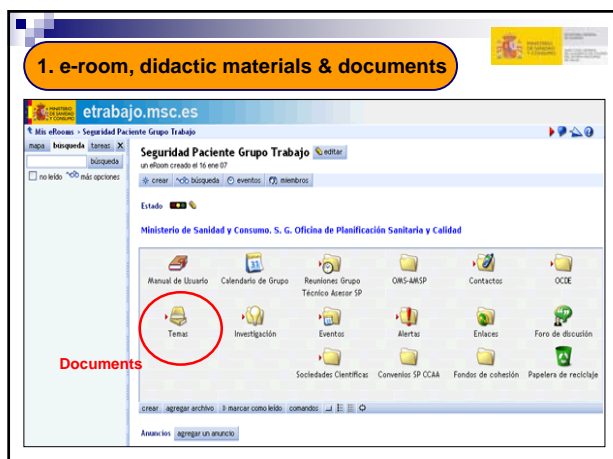 1. e-room, didactic materials & documents
MINISTERIO
DE SANIDAD
Y CONSUMO
etrabajo.msc.es
Mis eRooms > Seguridad Paciente Grupo Trabajo
mapa búsqueda tareas X
búsqueda
no leído más opciones
Seguridad Paciente Grupo Trabajo editar
un eRoom creado el 16 ene 07
crear búsqueda eventos miembros
Estado
Ministerio de Sanidad y Consumo. S. G. Oficina de Planificación Sanitaria y Calidad
Manual de Usuario Calendario de Grupo Reuniones Grupo Técnico Asesor SP OMS-AMSP Contactos OCDE
Temas Investigación Eventos Alertas Enlaces Foro de discusión
Documents
Sociedades Científicas Convenios SP CCAA Fondos de cohesión Papelera de reciclaje
crear agregar archivo marcar como leído comandos
Anuncios agregar un anuncio